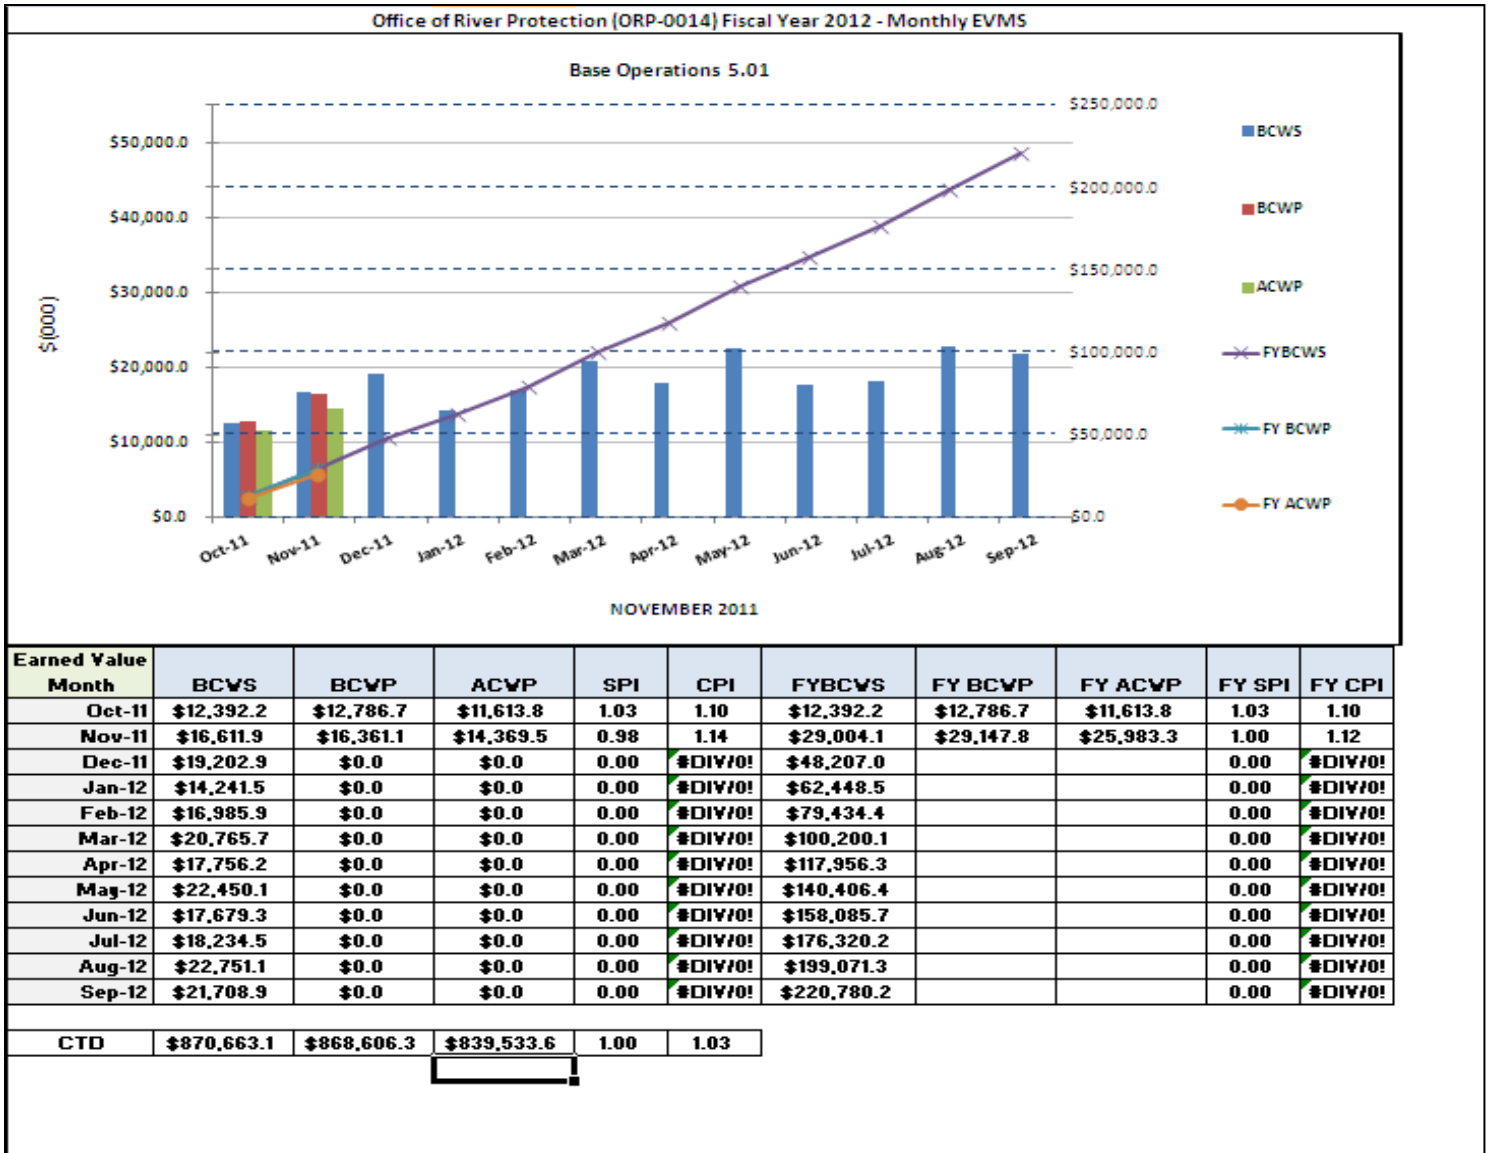 Office of River Protection (ORP-0014) Fiscal Year 2012 - Monthly EVMS
Base Operations 5.01
$250,000.0
$50,000.0
BCWS
$200,000.0
$40,000.0
BCWP
$150,000.0
$30,000.0
ACWP
$(000)
$100,000.0
$20,000.0
FYBCWS
$50,000.0
$10,000.0
FY BCWP
$0.0
$0.0
FY ACWP
Oct-11 Nov-11 Dec-11 Jan-12 Feb-12 Mar-12 Apr-12 May-12 Jun-12 Jul-12 Aug-12 Sep-12
NOVEMBER 2011
Earned Value
Month BCWS BCWP ACWP SPI CPI FYBCWS FY BCWP FY ACWP FY SPI FY CPI
Oct-11 $12,392.2 $12,786.7 $11,613.8 1.03 1.10 $12,392.2 $12,786.7 $11,613.8 1.03 1.10
Nov-11 $16,611.9 $16,361.1 $14,369.5 0.98 1.14 $29,004.1 $29,147.8 $25,983.3 1.00 1.12
Dec-11 $19,202.9 $0.0 $0.0 0.00 #DIV/0! $48,207.0 0.00 #DIV/0!
Jan-12 $14,241.5 $0.0 $0.0 0.00 #DIV/0! $62,448.5 0.00 #DIV/0!
Feb-12 $16,985.9 $0.0 $0.0 0.00 #DIV/0! $79,434.4 0.00 #DIV/0!
Mar-12 $20,765.7 $0.0 $0.0 0.00 #DIV/0! $100,200.1 0.00 #DIV/0!
Apr-12 $17,756.2 $0.0 $0.0 0.00 #DIV/0! $117,956.3 0.00 #DIV/0!
May-12 $22,450.1 $0.0 $0.0 0.00 #DIV/0! $140,406.4 0.00 #DIV/0!
Jun-12 $17,679.3 $0.0 $0.0 0.00 #DIV/0! $158,085.7 0.00 #DIV/0!
Jul-12 $18,234.5 $0.0 $0.0 0.00 #DIV/0! $176,320.2 0.00 #DIV/0!
Aug-12 $22,751.1 $0.0 $0.0 0.00 #DIV/0! $199,071.3 0.00 #DIV/0!
Sep-12 $21,708.9 $0.0 $0.0 0.00 #DIV/0! $220,780.2 0.00 #DIV/0!
CTD $870,663.1 $868,606.3 $839,533.6 1.00 1.03